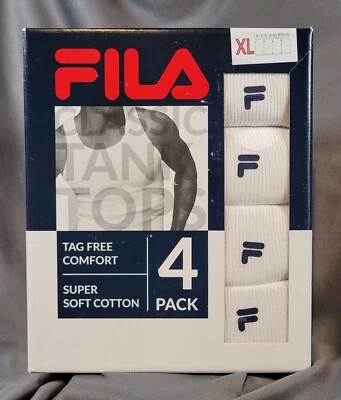 XL
FILA
CLASSIC
TANK
TOPS
TAG FREE
COMFORT
SUPER
SOFT COTTON
4
PACK
F
F
F
F